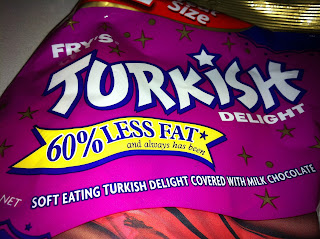 Size
FRY'S
TURKISH
DELIGHT
60% LESS FAT*
and always has been
NET
SOFT EATING TURKISH DELIGHT COVERED WITH MILK CHOCOLATE